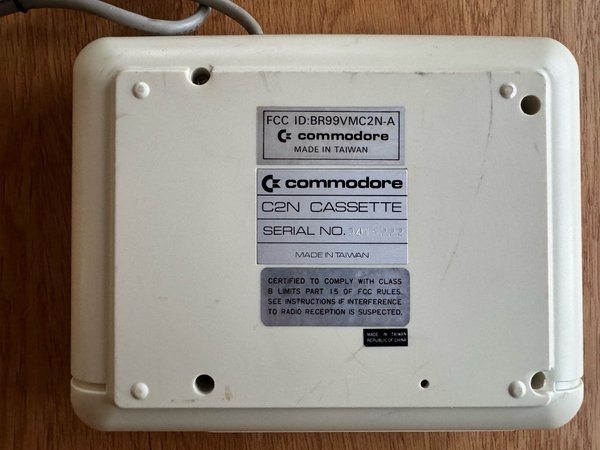 FCC ID:BR99VMC2N-A
commodore
MADE IN TAIWAN
commodore
C2N CASSETTE
SERIAL NO.
MADE IN TAIWAN
CERTIFIED TO COMPLY WITH CLASS
B LIMITS PART 15 OF FCC RULES.
SEE INSTRUCTIONS IF INTERFERENCE
TO RADIO RECEPTION IS SUSPECTED.
MADE IN TAIWAN
REPUBLIC OF CHINA